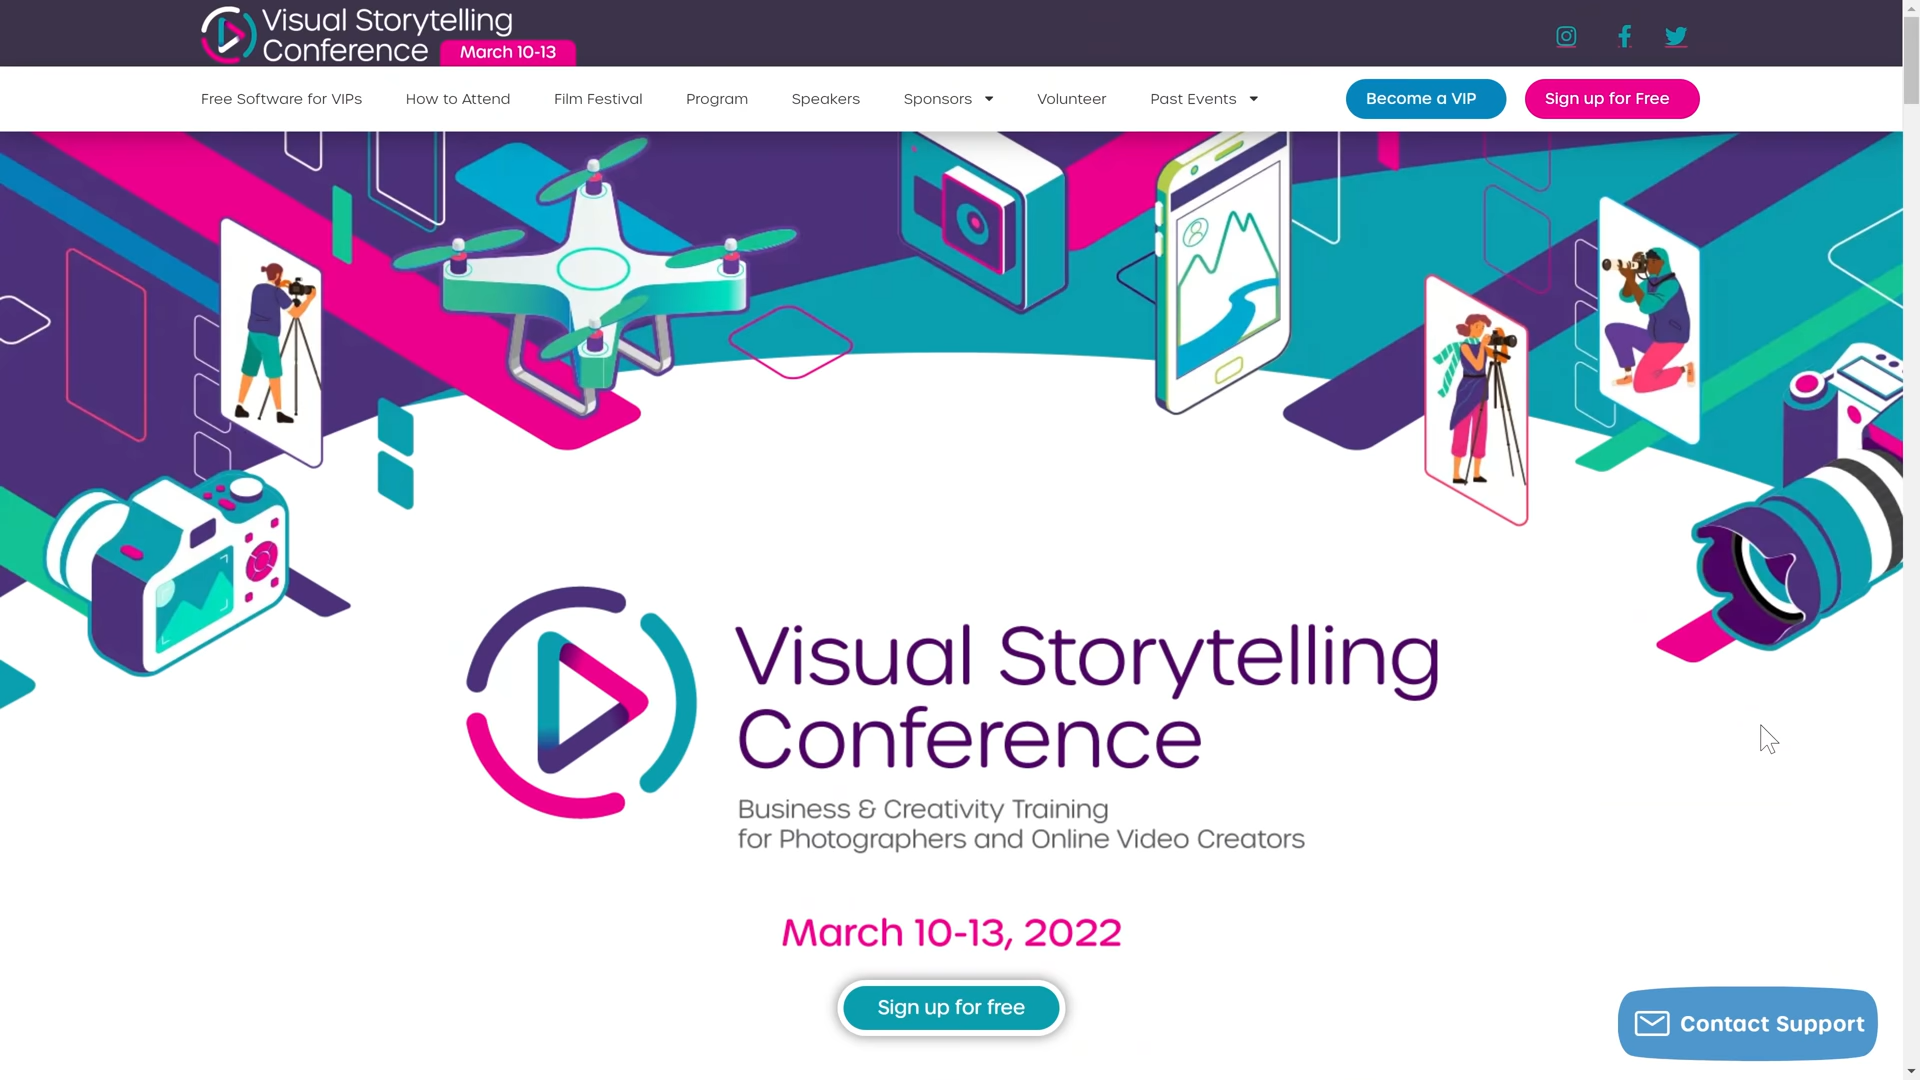 Visual Storytelling
Conference
March 10-13
Free Software for VIPs
How to Attend
Film Festival
Program
Speakers
Sponsors
Volunteer
Past Events
Become a VIP
Sign up for Free
Visual Storytelling
Conference
Business & Creativity Training
for Photographers and Online Video Creators
March 10-13, 2022
Sign up for free
Contact Support